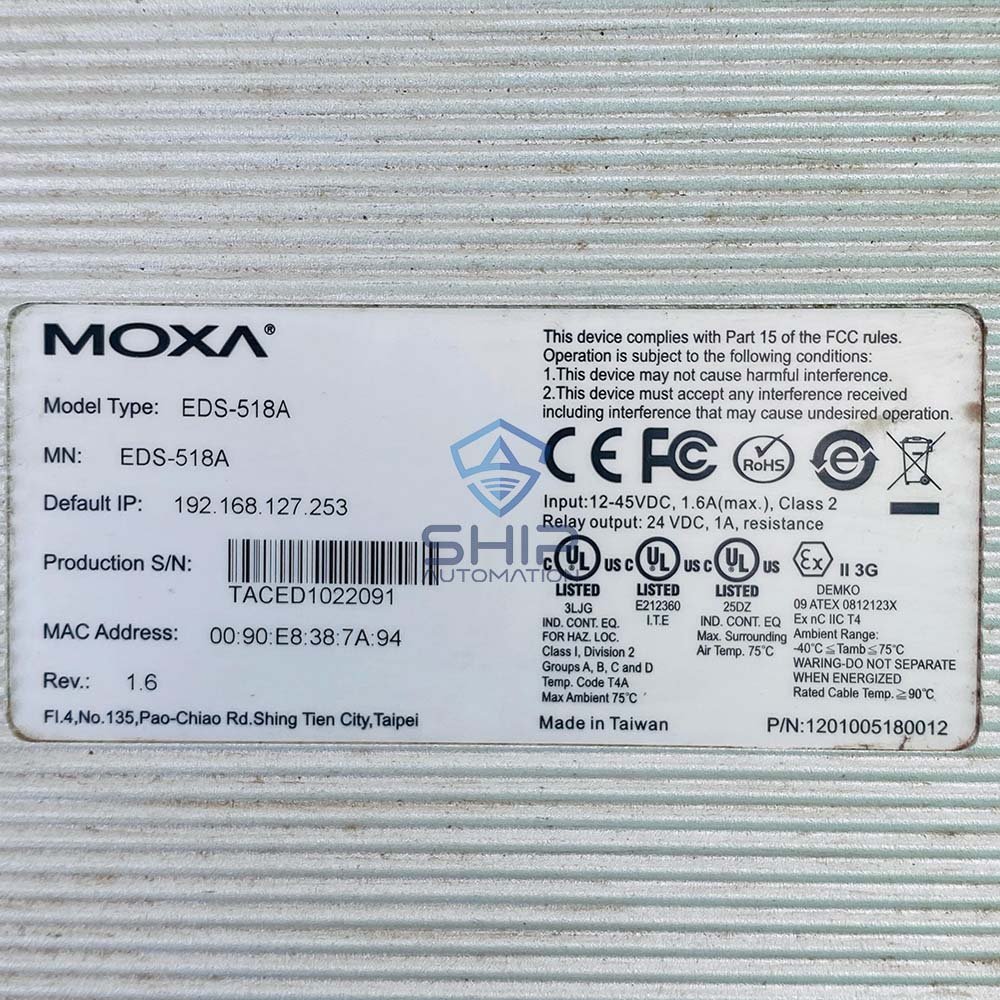 MOXA®
Model Type: EDS-518A
MN: EDS-518A
Default IP: 192.168.127.253
Production S/N:
TACED1022091
MAC Address: 00:90:E8:38:7A:94
Rev.: 1.6
Fl.4,No.135,Pao-Chiao Rd.Shing Tien City,Taipei
This device complies with Part 15 of the FCC rules.
Operation is subject to the following conditions:
1.This device may not cause harmful interference.
2.This device must accept any interference received
including interference that may cause undesired operation.
CE FC RoHS e
Input:12-45VDC, 1.6A(max.), Class 2
Relay output: 24 VDC, 1A, resistance
C UL US LISTED
3LJG
IND. CONT. EQ.
FOR HAZ. LOC.
Class I, Division 2
Groups A, B, C and D
Temp. Code T4A
Max Ambient 75°C
C UL US LISTED
E212360
I.T.E
C UL US LISTED
25DZ
IND. CONT. EQ.
Max. Surrounding
Air Temp. 75°C
Ex II 3G
DEMKO
09 ATEX 0812123X
Ex nC IIC T4
Ambient Range:
-40°C≦Tamb≦75°C
WARING-DO NOT SEPARATE
WHEN ENERGIZED
Rated Cable Temp.≧90°C
Made in Taiwan
P/N:1201005180012
SHIP
AUTOMATION